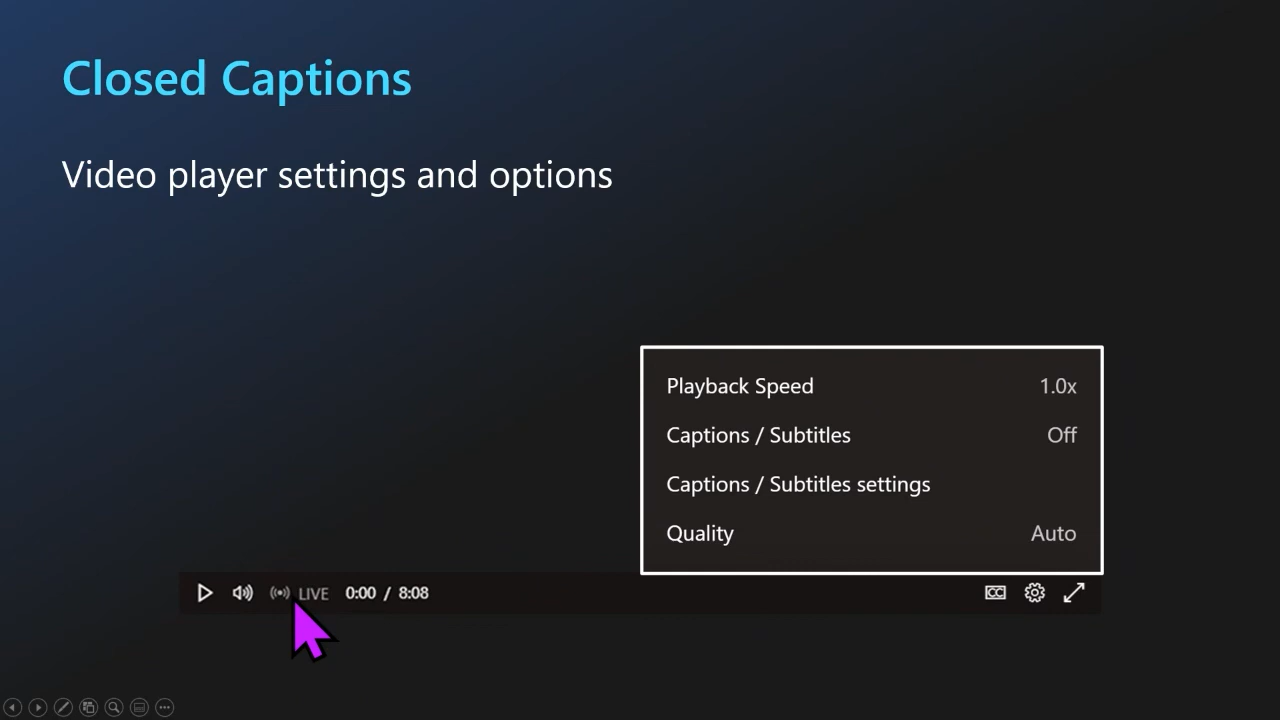 Closed Captions
Video player settings and options
Playback Speed 1.0x
Captions / Subtitles Off
Captions / Subtitles settings
Quality Auto
LIVE 0:00 / 8:08 CC